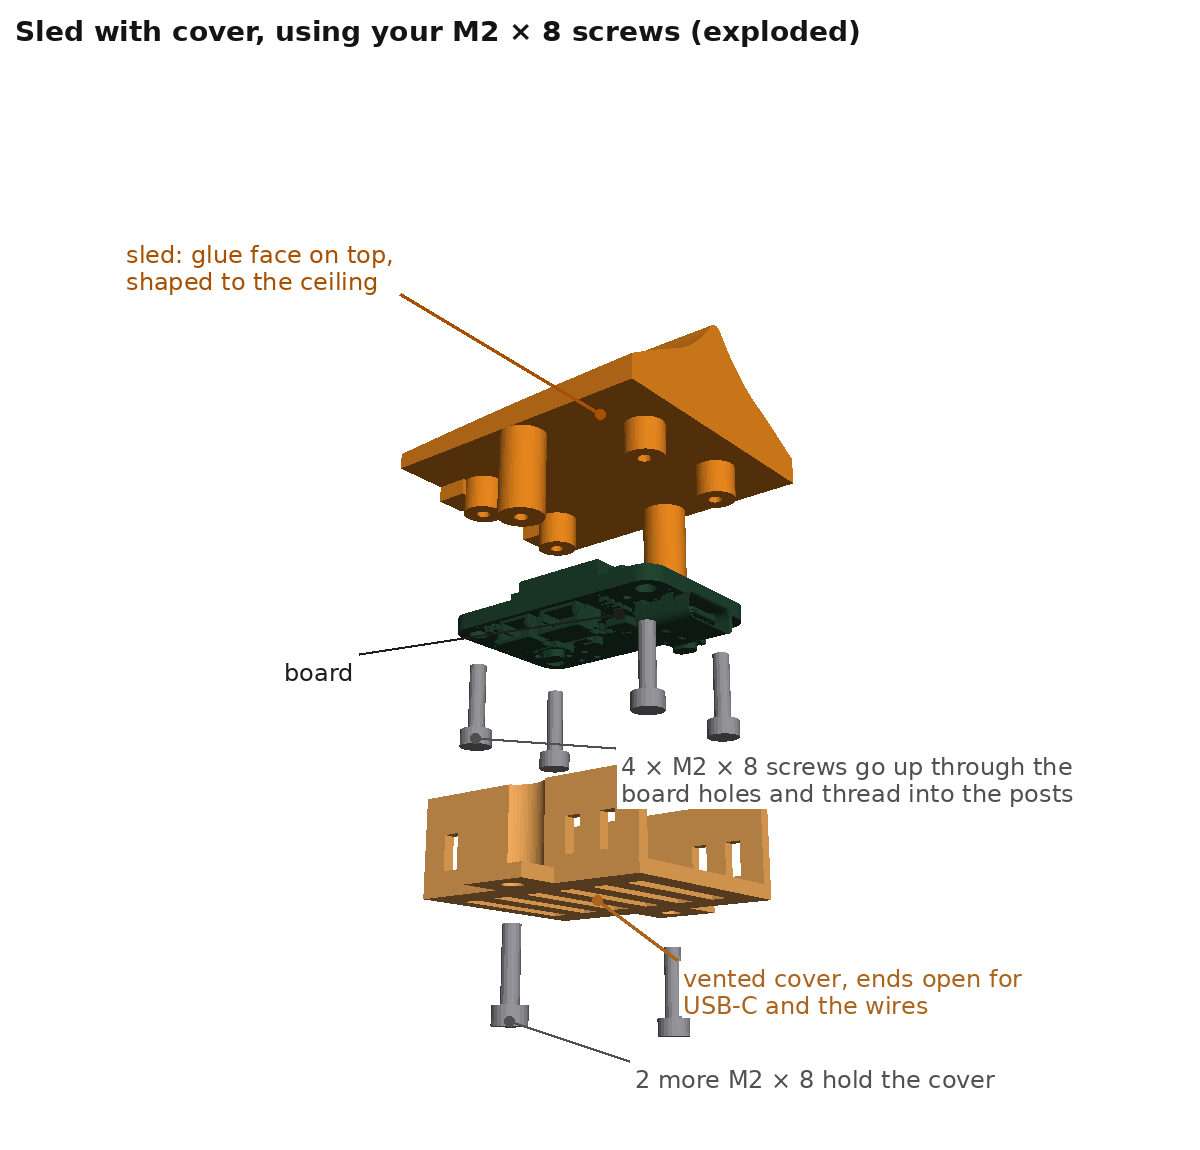 Sled with cover, using your M2 × 8 screws (exploded)
sled: glue face on top,
shaped to the ceiling
board
4 × M2 × 8 screws go up through the
board holes and thread into the posts
vented cover, ends open for
USB-C and the wires
2 more M2 × 8 hold the cover